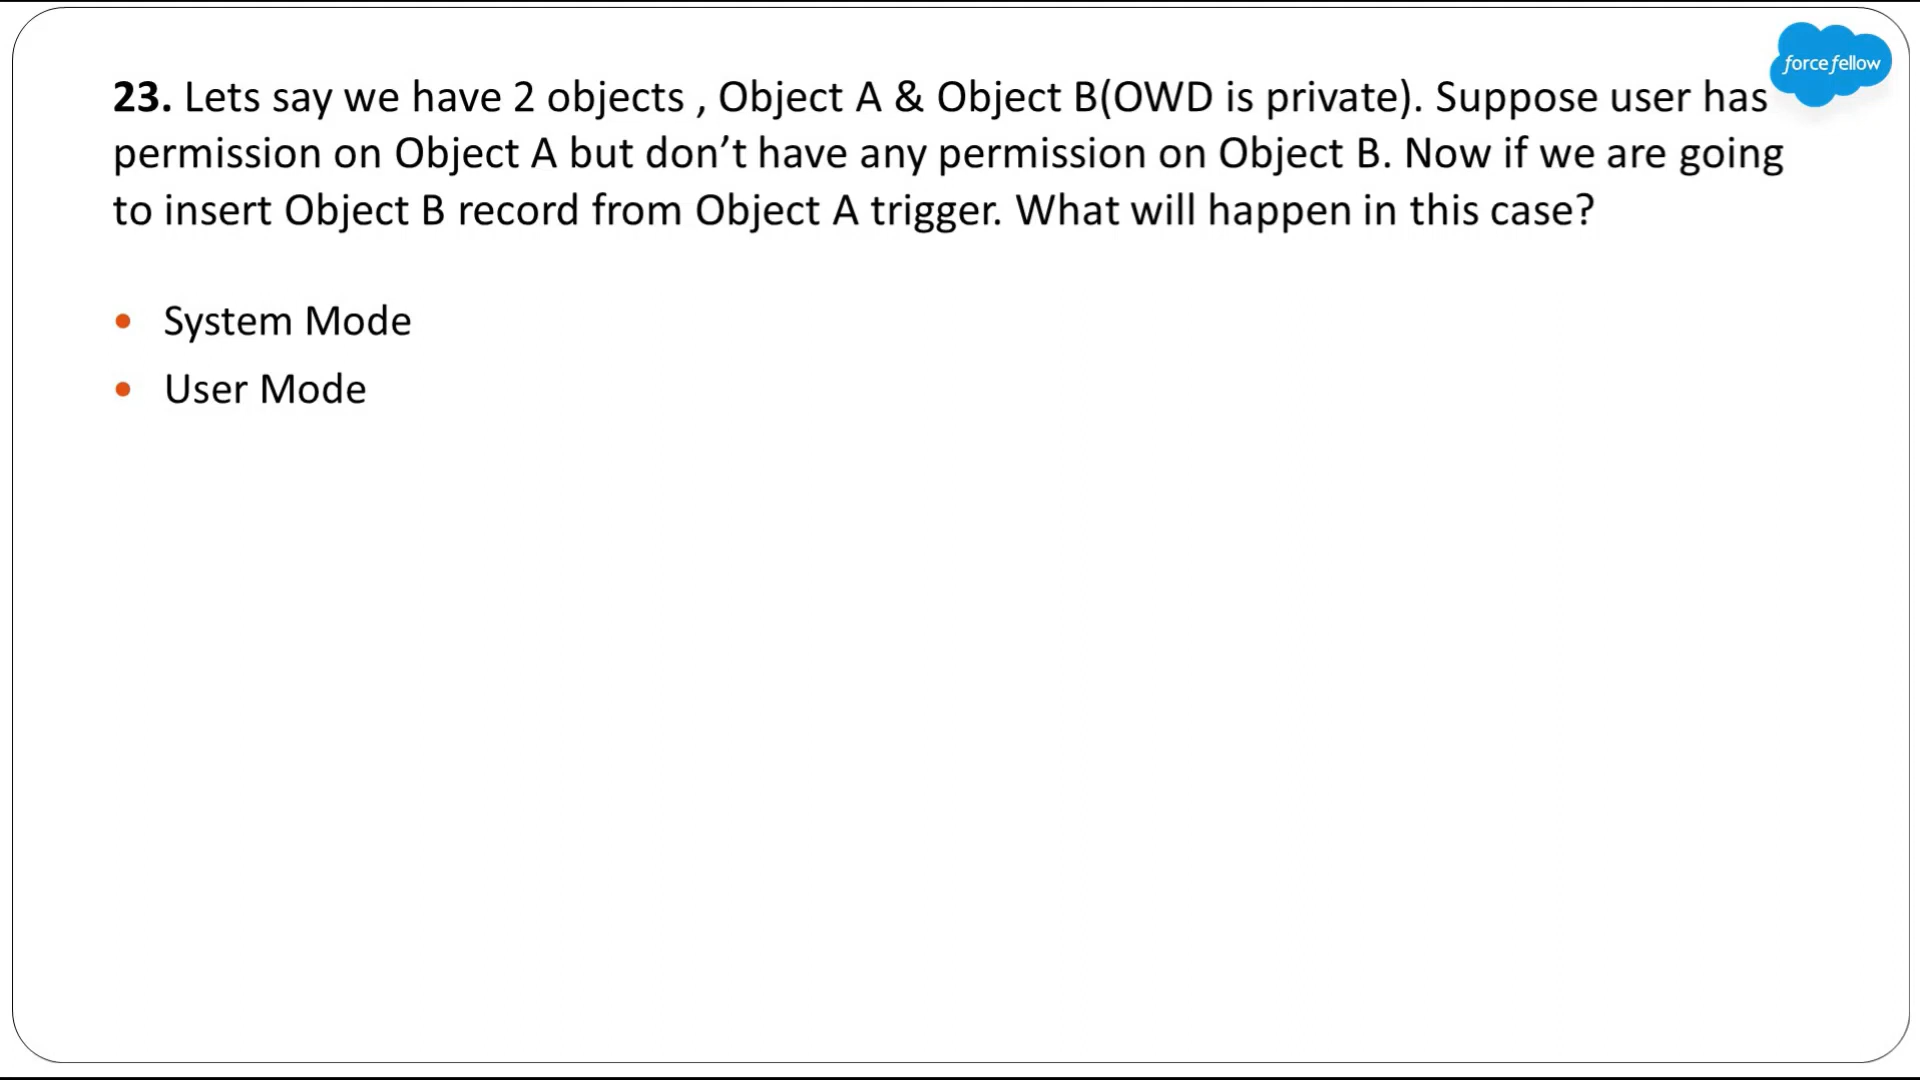 force fellow
23. Lets say we have 2 objects , Object A & Object B(OWD is private). Suppose user has
permission on Object A but don’t have any permission on Object B. Now if we are going
to insert Object B record from Object A trigger. What will happen in this case?
• System Mode
• User Mode